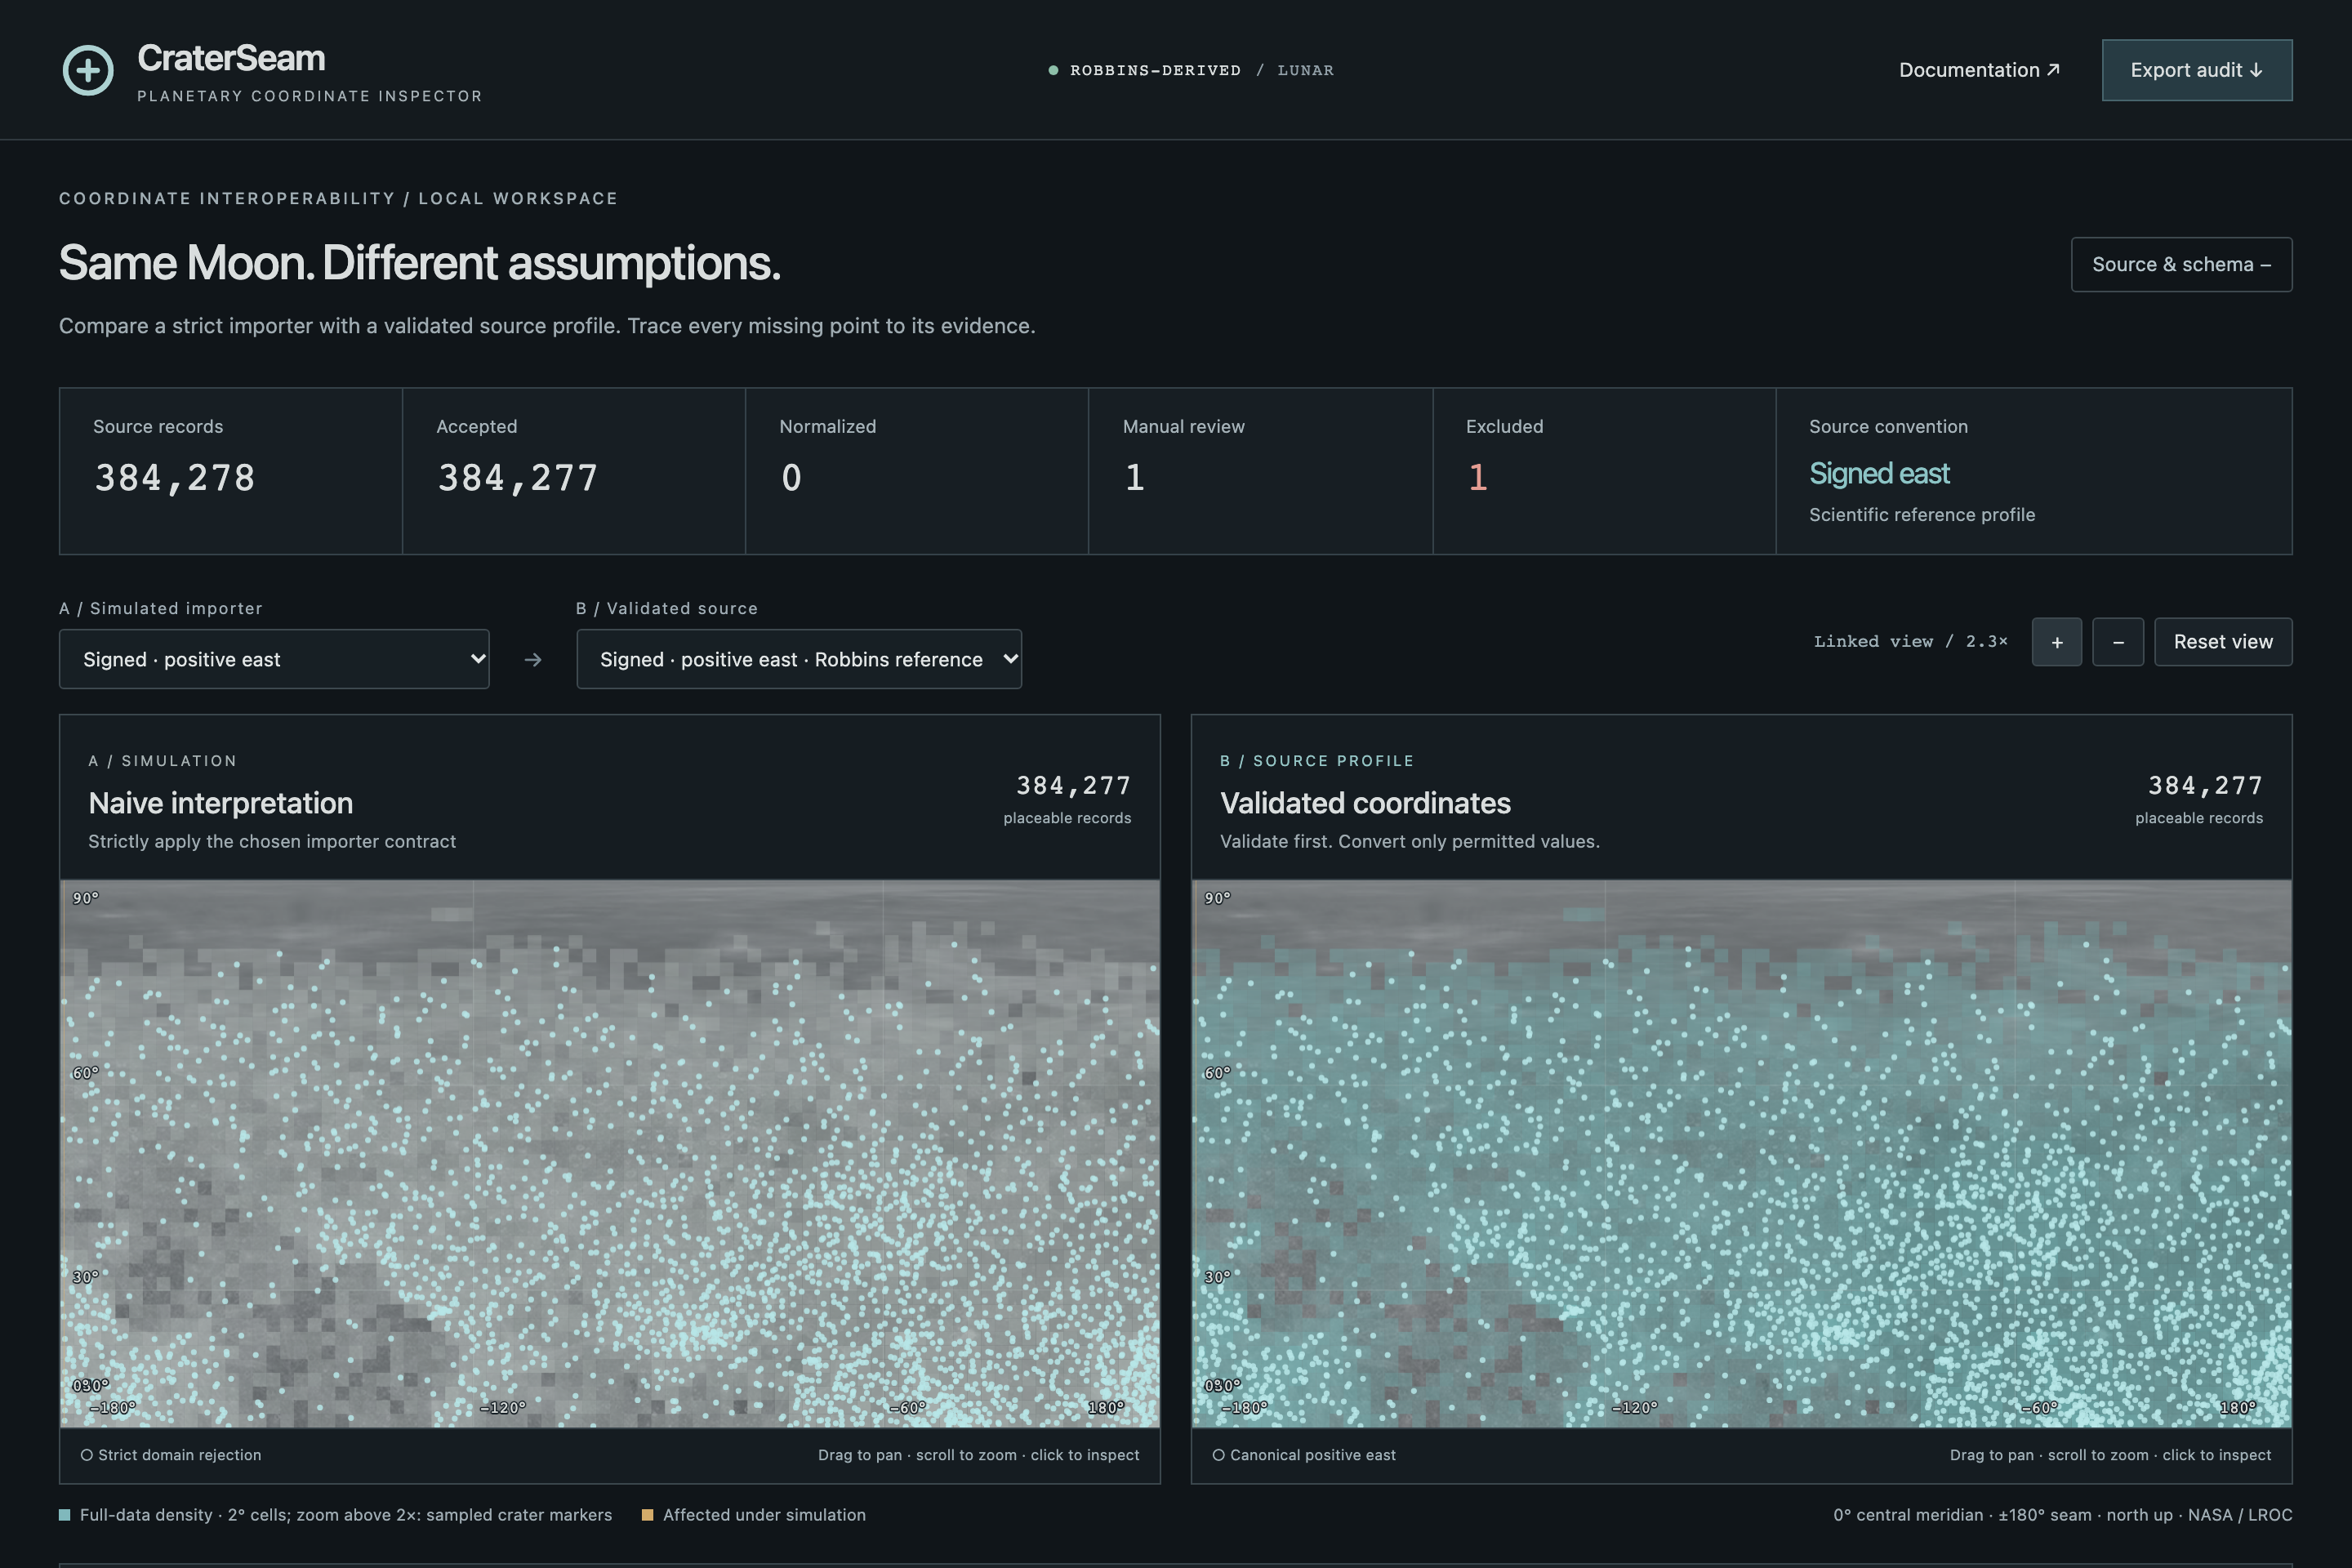 CraterSeam
PLANETARY COORDINATE INSPECTOR
ROBBINS-DERIVED / LUNAR
Documentation ↗
Export audit ↓
COORDINATE INTEROPERABILITY / LOCAL WORKSPACE
Same Moon. Different assumptions.
Source & schema –
Compare a strict importer with a validated source profile. Trace every missing point to its evidence.
Source records
384,278
Accepted
384,277
Normalized
0
Manual review
1
Excluded
1
Source convention
Signed east
Scientific reference profile
A / Simulated importer
Signed · positive east
→
B / Validated source
Signed · positive east · Robbins reference
Linked view / 2.3×
+
−
Reset view
A / SIMULATION
Naive interpretation
Strictly apply the chosen importer contract
384,277
placeable records
90°
60°
30°
−180°
−120°
−60°
180°
Strict domain rejection
Drag to pan · scroll to zoom · click to inspect
B / SOURCE PROFILE
Validated coordinates
Validate first. Convert only permitted values.
384,277
placeable records
90°
60°
30°
−180°
−120°
−60°
180°
Canonical positive east
Drag to pan · scroll to zoom · click to inspect
Full-data density · 2° cells; zoom above 2×: sampled crater markers
Affected under simulation
0° central meridian · ±180° seam · north up · NASA / LROC